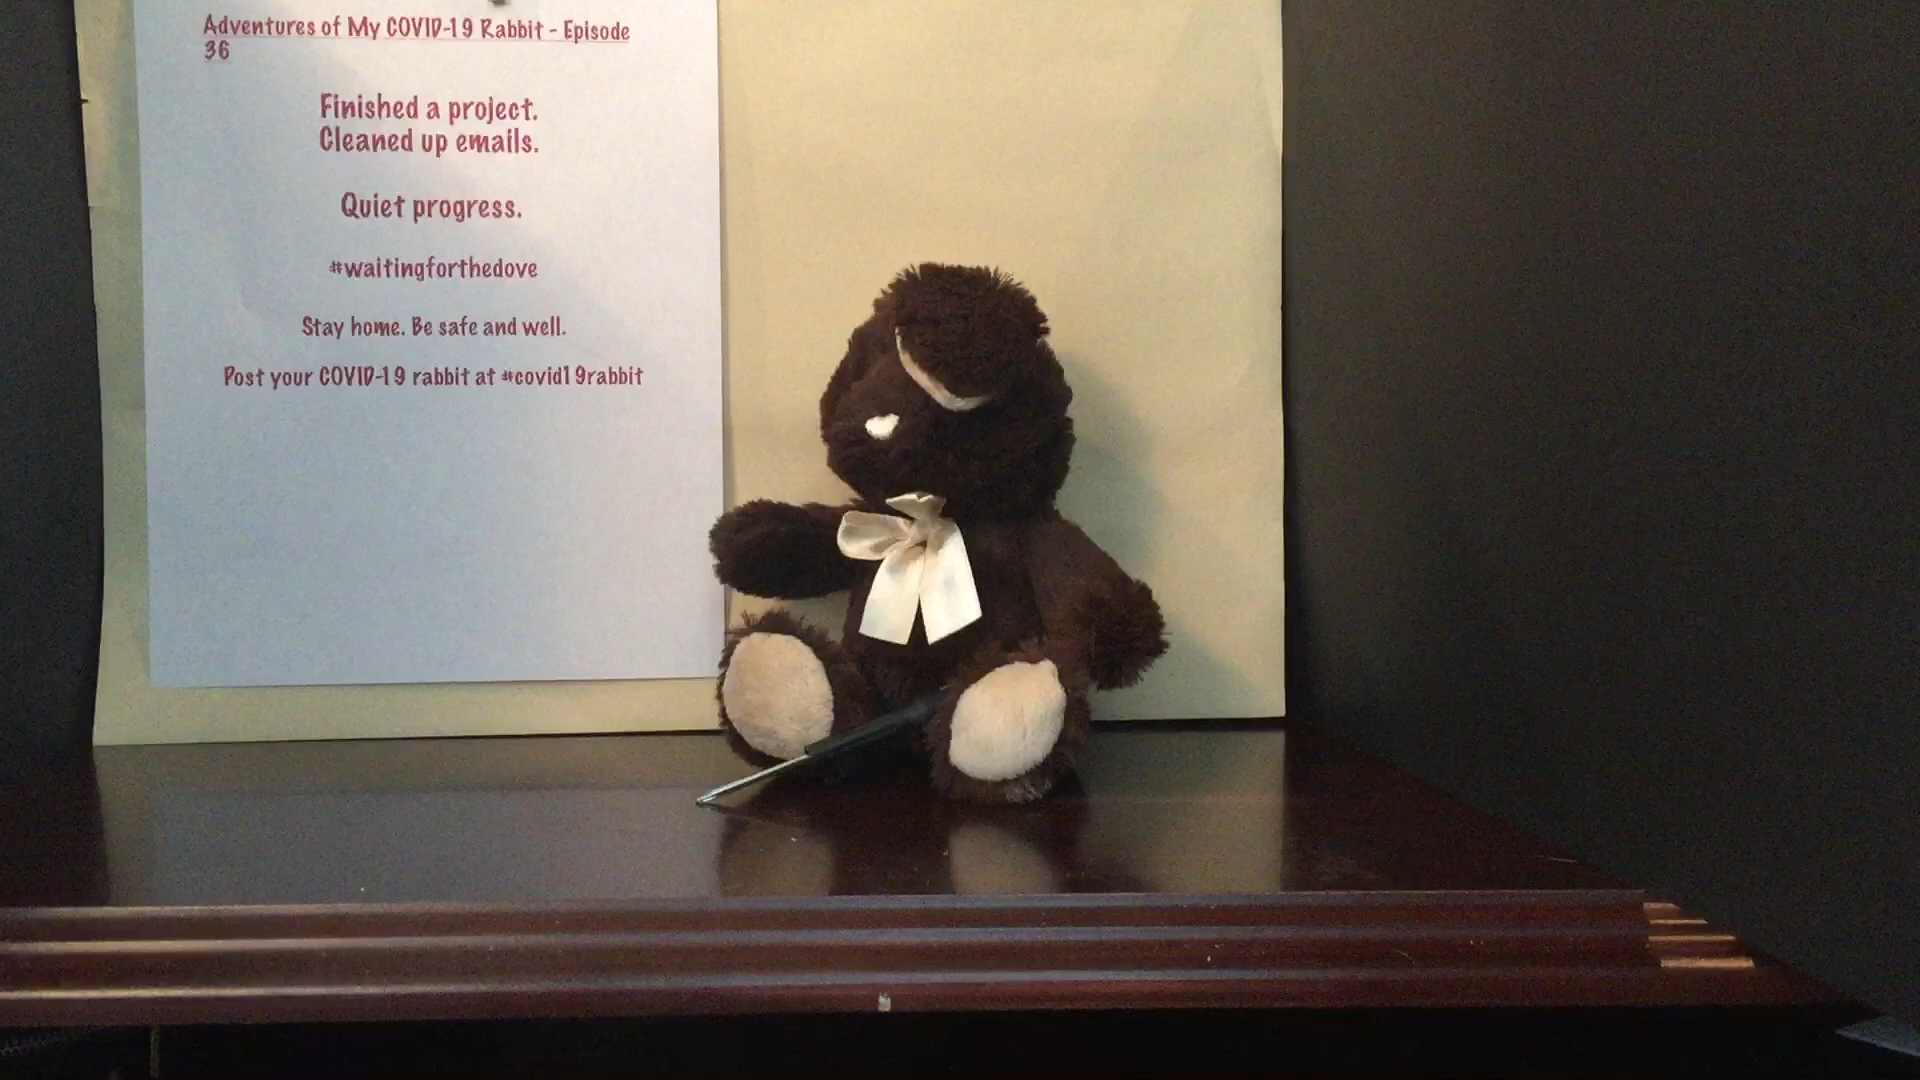 Adventures of My COVID-19 Rabbit - Episode
36
Finished a project.
Cleaned up emails.
Quiet progress.
#waitingforthedove
Stay home. Be safe and well.
Post your COVID-19 rabbit at #covid19rabbit